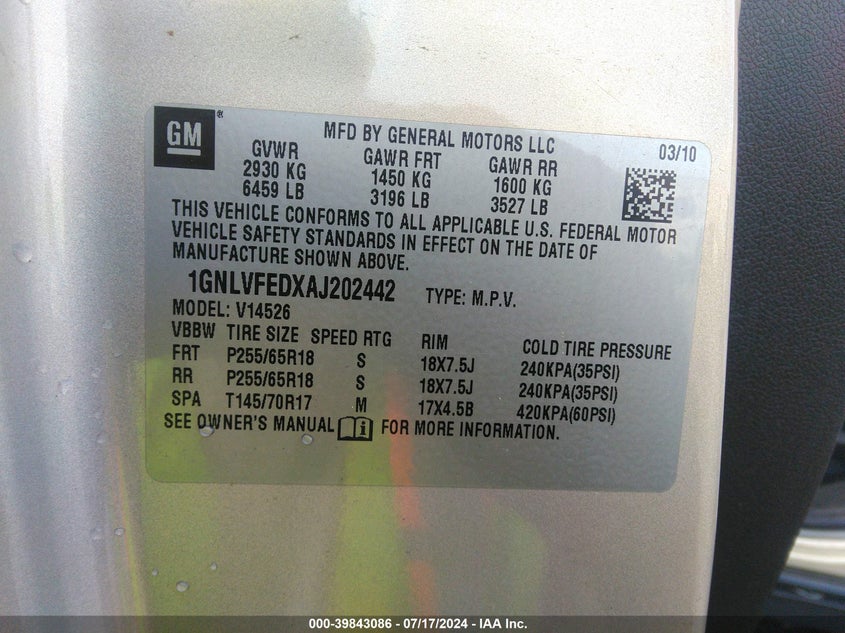 GM ®
MFD BY GENERAL MOTORS LLC 03/10
GVWR GAWR FRT GAWR RR
2930 KG 1450 KG 1600 KG
6459 LB 3196 LB 3527 LB
THIS VEHICLE CONFORMS TO ALL APPLICABLE U.S. FEDERAL MOTOR
VEHICLE SAFETY STANDARDS IN EFFECT ON THE DATE OF
MANUFACTURE SHOWN ABOVE.
1GNLVFEDXAJ202442 TYPE: M.P.V.
MODEL: V14526
VBBW TIRE SIZE SPEED RTG RIM COLD TIRE PRESSURE
FRT P255/65R18 S 18X7.5J 240KPA(35PSI)
RR P255/65R18 S 18X7.5J 240KPA(35PSI)
SPA T145/70R17 M 17X4.5B 420KPA(60PSI)
SEE OWNER'S MANUAL i FOR MORE INFORMATION.
000-39843086 - 07/17/2024 - IAA Inc.